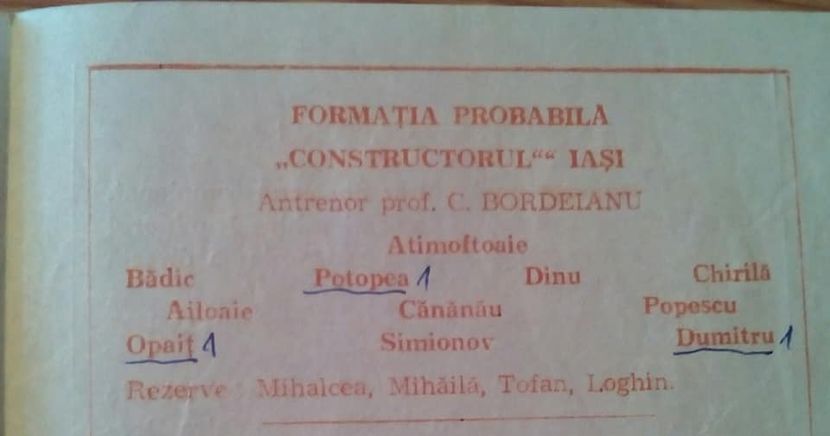 FORMAȚIA PROBABILĂ
„CONSTRUCTORUL““ IAȘI
Antrenor prof. C. BORDEIANU
Atimoftoaie
Bădic Potopea 1 Dinu Chirilă
Ailoaie Cănănău Popescu
Opaiț 1 Simionov Dumitru 1
Rezerve Mihalcea, Mihăilă, Tofan, Loghin.